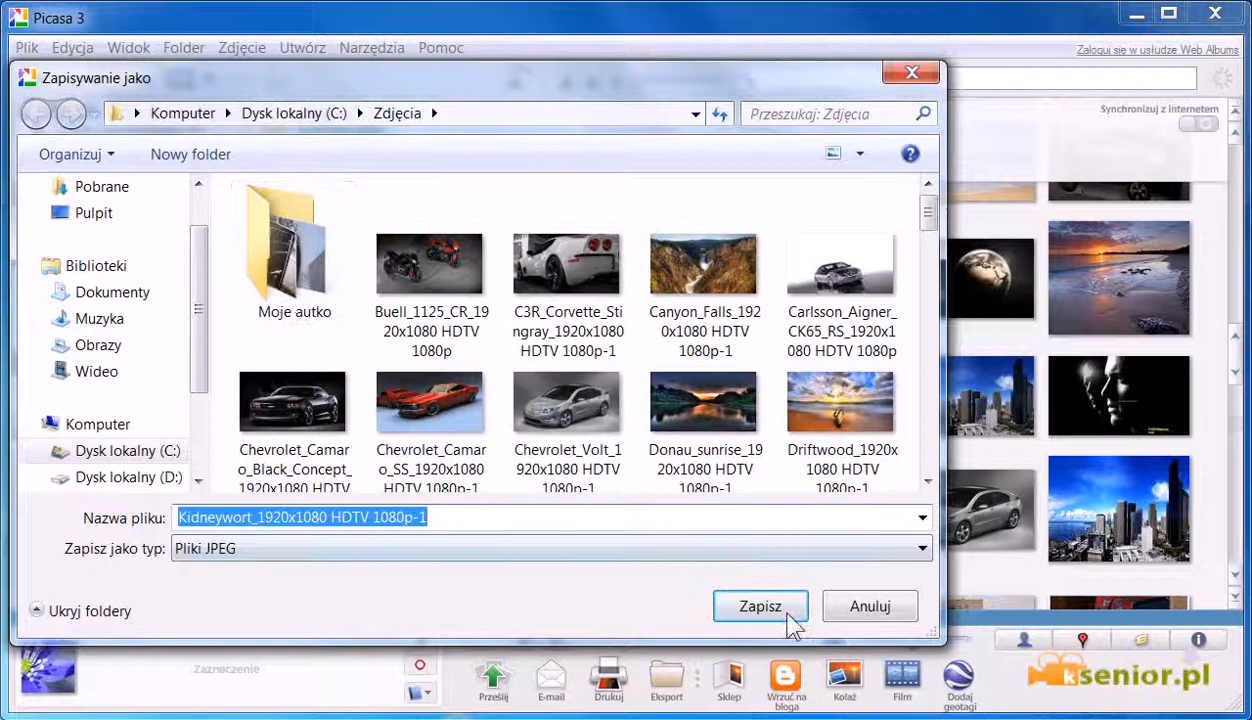 Picasa 3
Plik Edycja Widok Folder Zdjęcie Utwórz Narzędzia Pomoc
Zaloguj się w usłudze Web Albums
Zapisywanie jako
Komputer Dysk lokalny (C:) Zdjęcia
Przeszukaj: Zdjęcia
Synchronizuj z internetem
Organizuj Nowy folder
Pobrane
Pulpit
Biblioteki
Dokumenty
Muzyka
Obrazy
Wideo
Komputer
Dysk lokalny (C:)
Dysk lokalny (D:)
Moje autko
Buell_1125_CR_19
20x1080 HDTV
1080p
C3R_Corvette_Sti
ngray_1920x1080
HDTV 1080p-1
Canyon_Falls_192
0x1080 HDTV
1080p-1
Carlsson_Aigner_
CK65_RS_1920x1
080 HDTV 1080p
Chevrolet_Camar
o_Black_Concept_
1920x1080 HDTV
Chevrolet_Camar
o_SS_1920x1080
HDTV 1080p-1
Chevrolet_Volt_1
920x1080 HDTV
1080p-1
Donau_sunrise_19
20x1080 HDTV
1080p-1
Driftwood_1920x
1080 HDTV
1080p-1
Nazwa pliku: Kidneywort_1920x1080 HDTV 1080p-1
Zapisz jako typ: Pliki JPEG
Ukryj foldery
Zapisz Anuluj
Zaznaczenie
Prześlij
E-mail
Drukuj
Eksport
Sklep
Wrzuć na
bloga
Kolaż
Film
Dodaj
geotagi
ksenior.pl